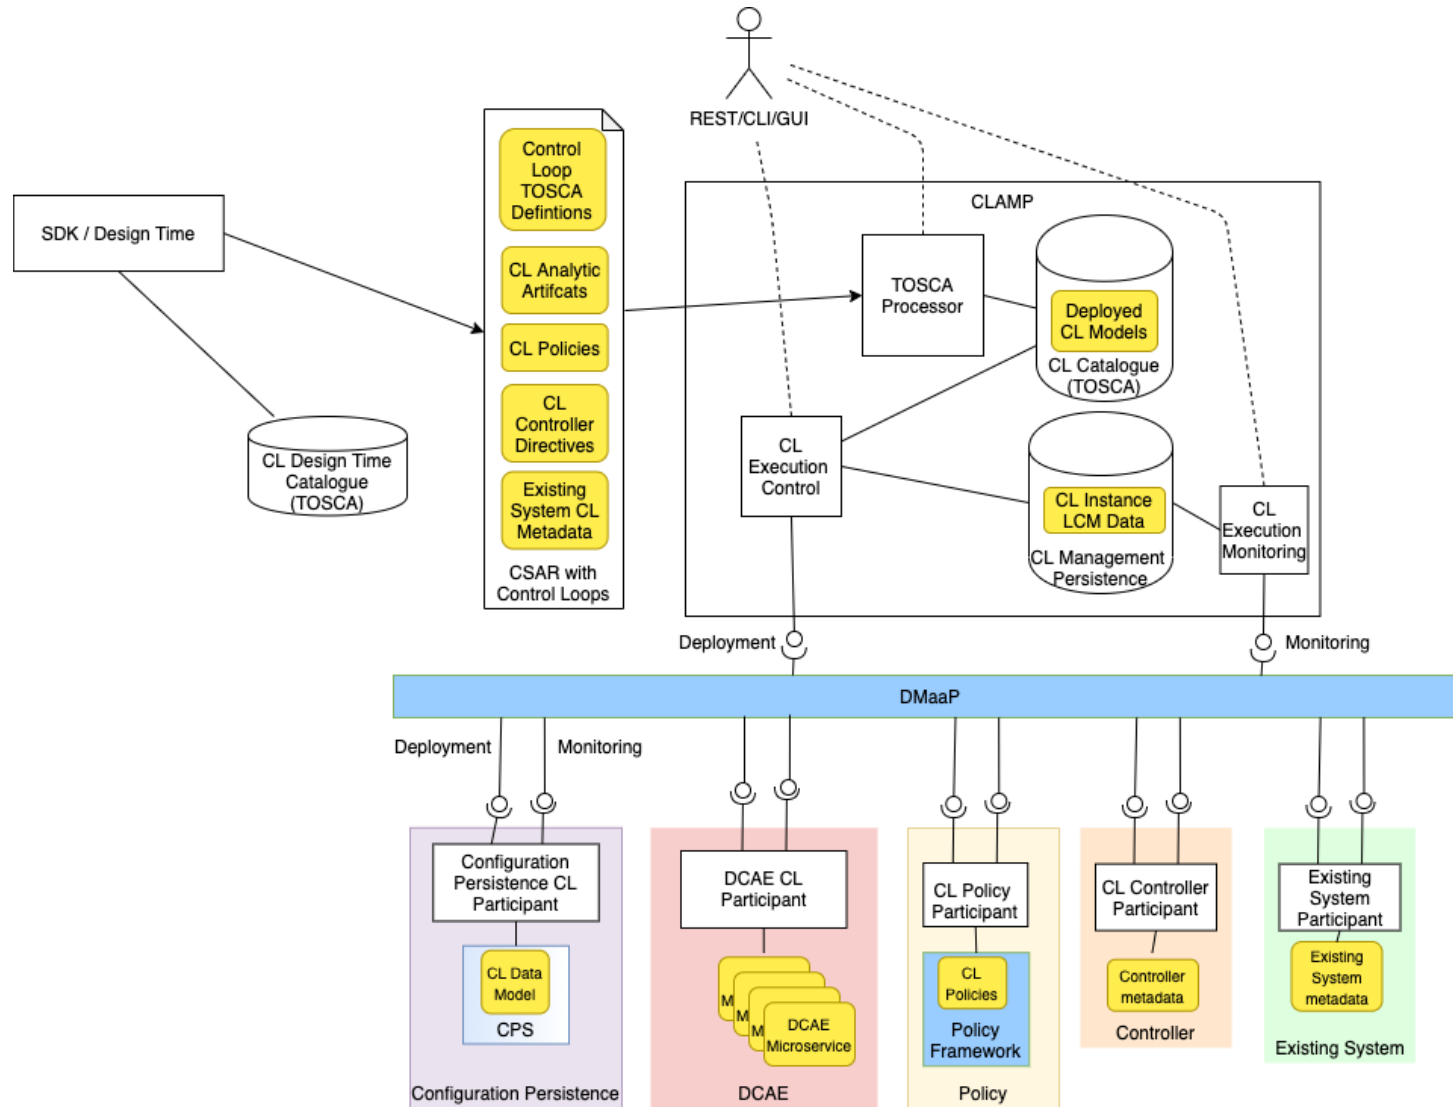 REST/CLI/GUI
Control
Loop
TOSCA
Defintions
CL Analytic
Artifcats
CL Policies
CL
Controller
Directives
Existing
System CL
Metadata
CSAR with
Control Loops
SDK / Design Time
CL Design Time
Catalogue
(TOSCA)
CLAMP
TOSCA
Processor
Deployed
CL Models
CL Catalogue
(TOSCA)
CL
Execution
Control
CL Instance
LCM Data
CL Management
Persistence
CL
Execution
Monitoring
Deployment
Monitoring
DMaaP
Deployment
Monitoring
Configuration
Persistence CL
Participant
CL Data
Model
CPS
Configuration Persistence
DCAE CL
Participant
M
M
M
DCAE
Microservice
DCAE
CL Policy
Participant
CL
Policies
Policy
Framework
Policy
CL Controller
Participant
Controller
metadata
Controller
Existing
System
Participant
Existing
System
metadata
Existing System